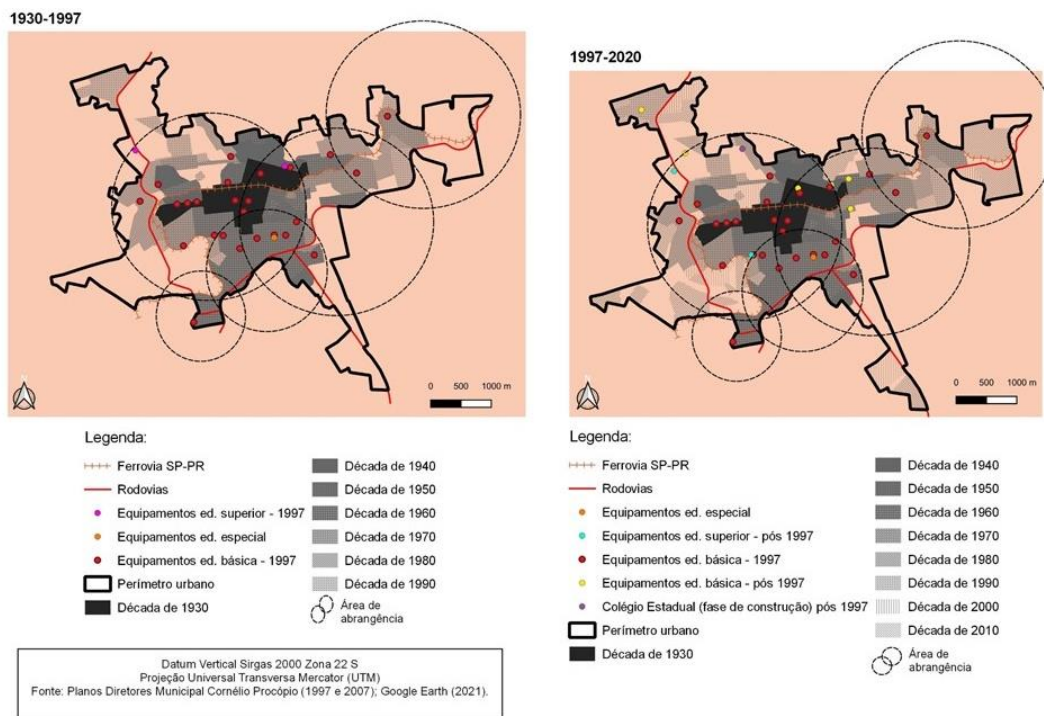 1930-1997
0 500 1000 m
Legenda:
Ferrovia SP-PR
Rodovias
Equipamentos ed. superior - 1997
Equipamentos ed. especial
Equipamentos ed. básica - 1997
Perímetro urbano
Década de 1930
Década de 1940
Década de 1950
Década de 1960
Década de 1970
Década de 1980
Década de 1990
Área de
abrangência
Datum Vertical Sirgas 2000 Zona 22 S
Projeção Universal Transversa Mercator (UTM)
Fonte: Planos Diretores Municipal Cornélio Procópio (1997 e 2007); Google Earth (2021).
1997-2020
0 500 1000 m
Legenda:
Ferrovia SP-PR
Rodovias
Equipamentos ed. especial
Equipamentos ed. superior - pós 1997
Equipamentos ed. básica - 1997
Equipamentos ed. básica - pós 1997
Colégio Estadual (fase de construção) pós 1997
Perímetro urbano
Década de 1930
Década de 1940
Década de 1950
Década de 1960
Década de 1970
Década de 1980
Década de 1990
Década de 2000
Década de 2010
Área de
abrangência